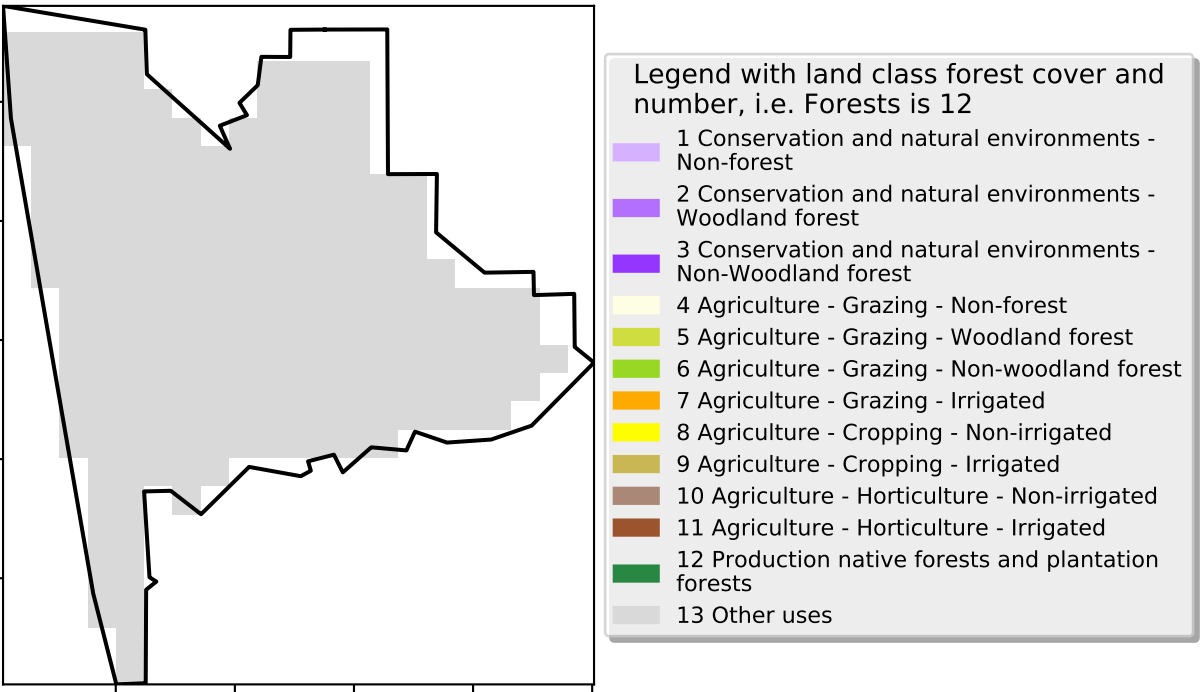 Legend with land class forest cover and
number, i.e. Forests is 12
1 Conservation and natural environments -
Non-forest
2 Conservation and natural environments -
Woodland forest
3 Conservation and natural environments -
Non-Woodland forest
4 Agriculture - Grazing - Non-forest
5 Agriculture - Grazing - Woodland forest
6 Agriculture - Grazing - Non-woodland forest
7 Agriculture - Grazing - Irrigated
8 Agriculture - Cropping - Non-irrigated
9 Agriculture - Cropping - Irrigated
10 Agriculture - Horticulture - Non-irrigated
11 Agriculture - Horticulture - Irrigated
12 Production native forests and plantation
forests
13 Other uses